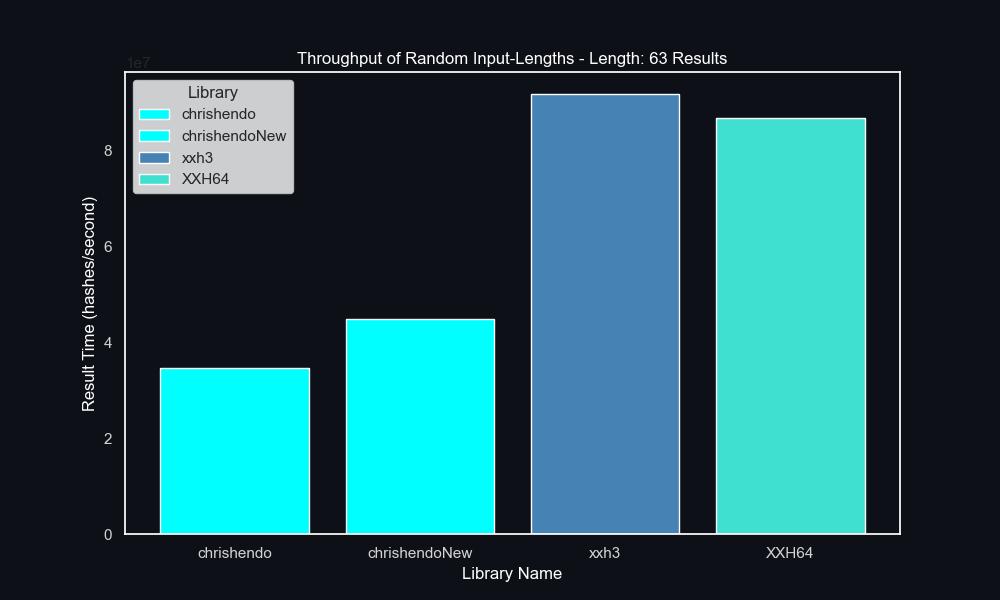 Throughput of Random Input-Lengths - Length: 63 Results
1e7
Library
chrishendo
chrishendoNew
xxh3
XXH64
8
6
4
2
0
Result Time (hashes/second)
chrishendo
chrishendoNew
xxh3
XXH64
Library Name